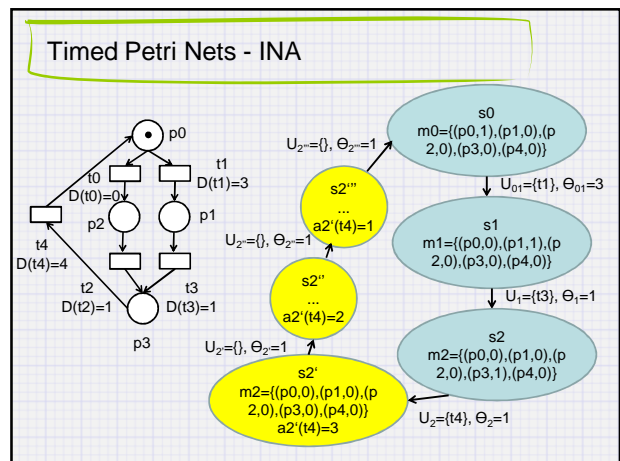 Timed Petri Nets - INA
p0
t0
D(t0)=0
t1
D(t1)=3
p2
p1
t4
D(t4)=4
t2
D(t2)=1
t3
D(t3)=1
p3
s0
m0={(p0,1),(p1,0),(p
2,0),(p3,0),(p4,0)}
U01={t1}, ϴ01=3
s1
m1={(p0,0),(p1,1),(p
2,0),(p3,0),(p4,0)}
U1={t3}, ϴ1=1
s2
m2={(p0,0),(p1,0),(p
2,0),(p3,1),(p4,0)}
U2={t4}, ϴ2=1
s2‘
m2={(p0,0),(p1,0),(p
2,0),(p3,0),(p4,0)}
a2‘(t4)=3
U2'={}, ϴ2'=1
s2‘’
...
a2‘(t4)=2
U2''={}, ϴ2''=1
s2‘’’
...
a2‘(t4)=1
U2'''={}, ϴ2'''=1